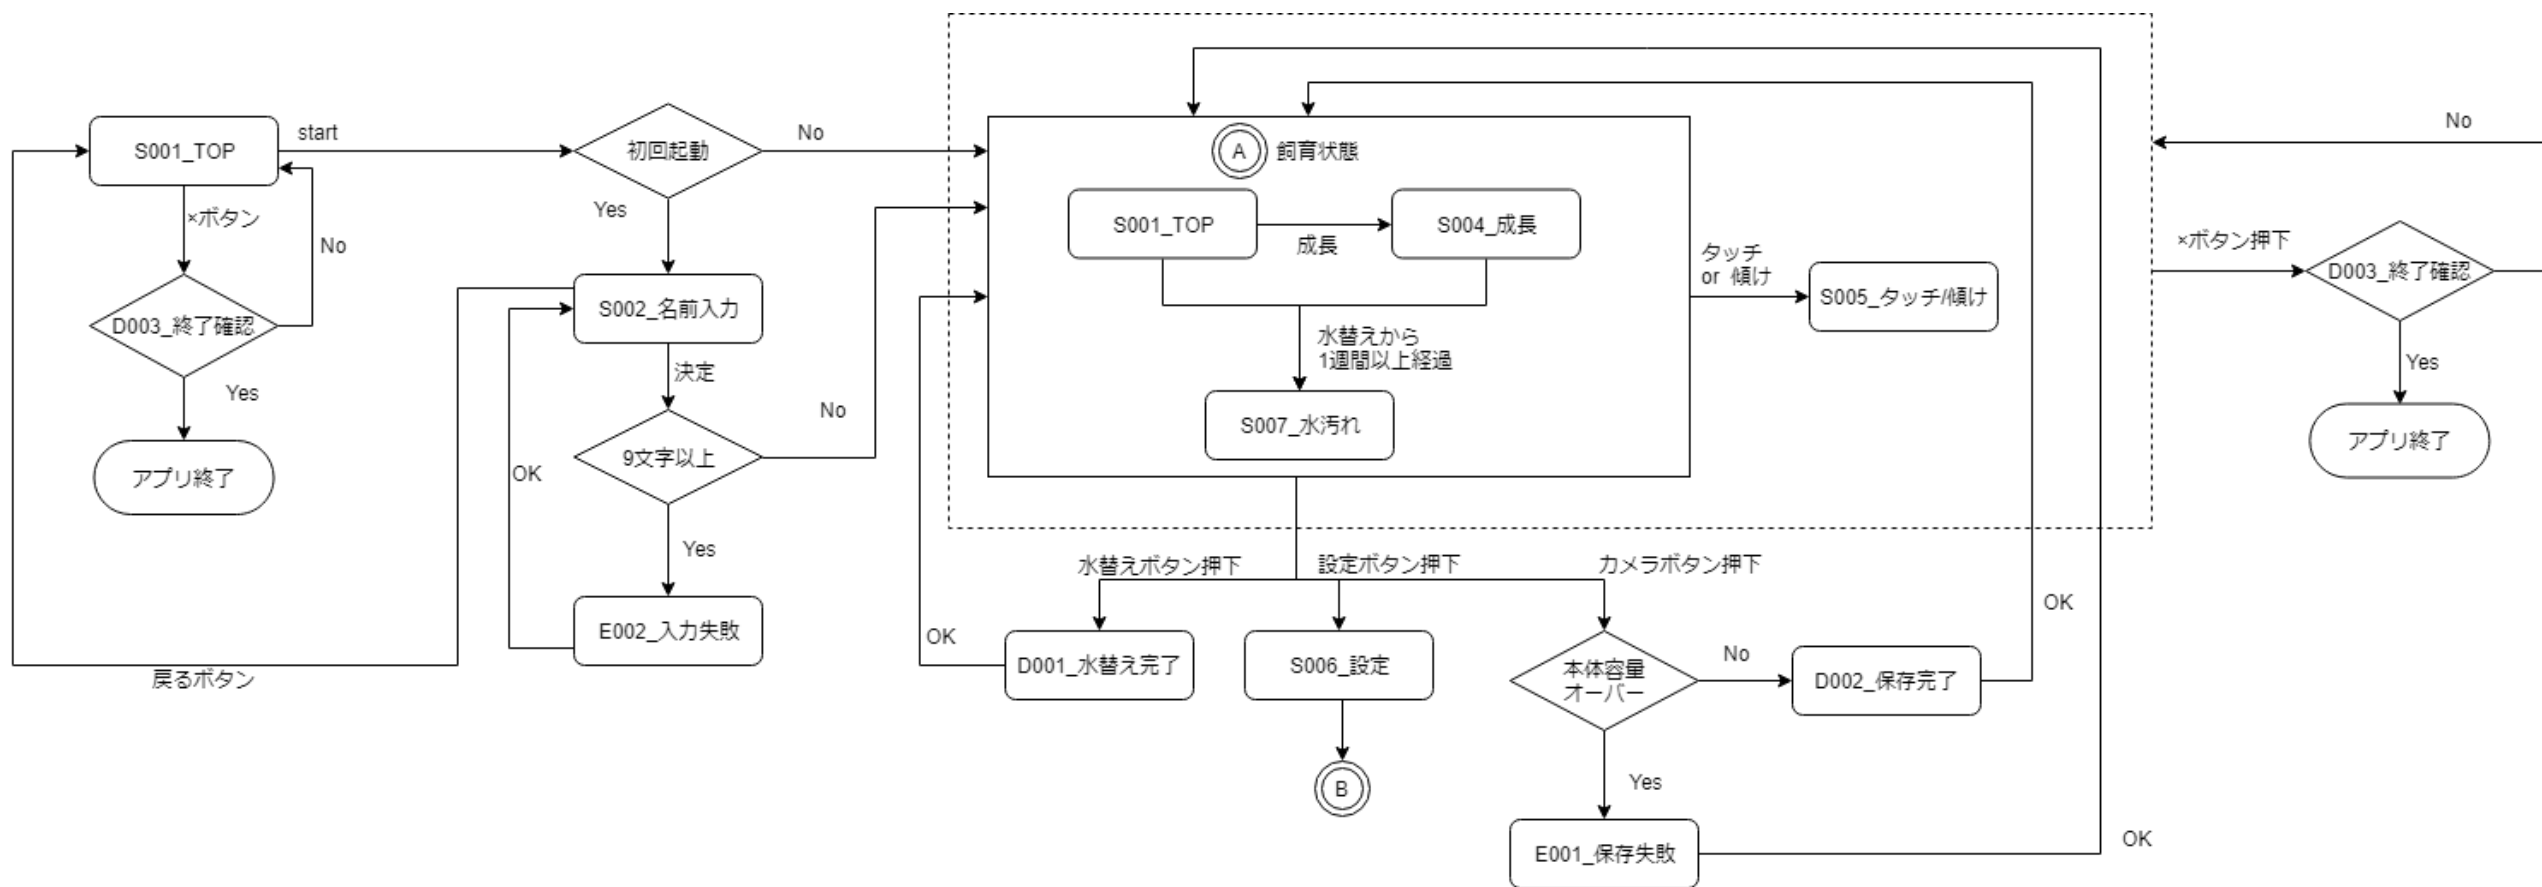 S001_TOP
start
×ボタン
No
D003_終了確認
Yes
アプリ終了
戻るボタン
初回起動
No
Yes
S002_名前入力
決定
9文字以上
No
OK
Yes
E002_入力失敗
A
飼育状態
S001_TOP
成長
S004_成長
水替えから
1週間以上経過
S007_水汚れ
タッチ
or 傾け
S005_タッチ/傾け
水替えボタン押下
設定ボタン押下
カメラボタン押下
OK
D001_水替え完了
S006_設定
B
本体容量
オーバー
No
D002_保存完了
OK
Yes
E001_保存失敗
OK
No
×ボタン押下
D003_終了確認
Yes
アプリ終了